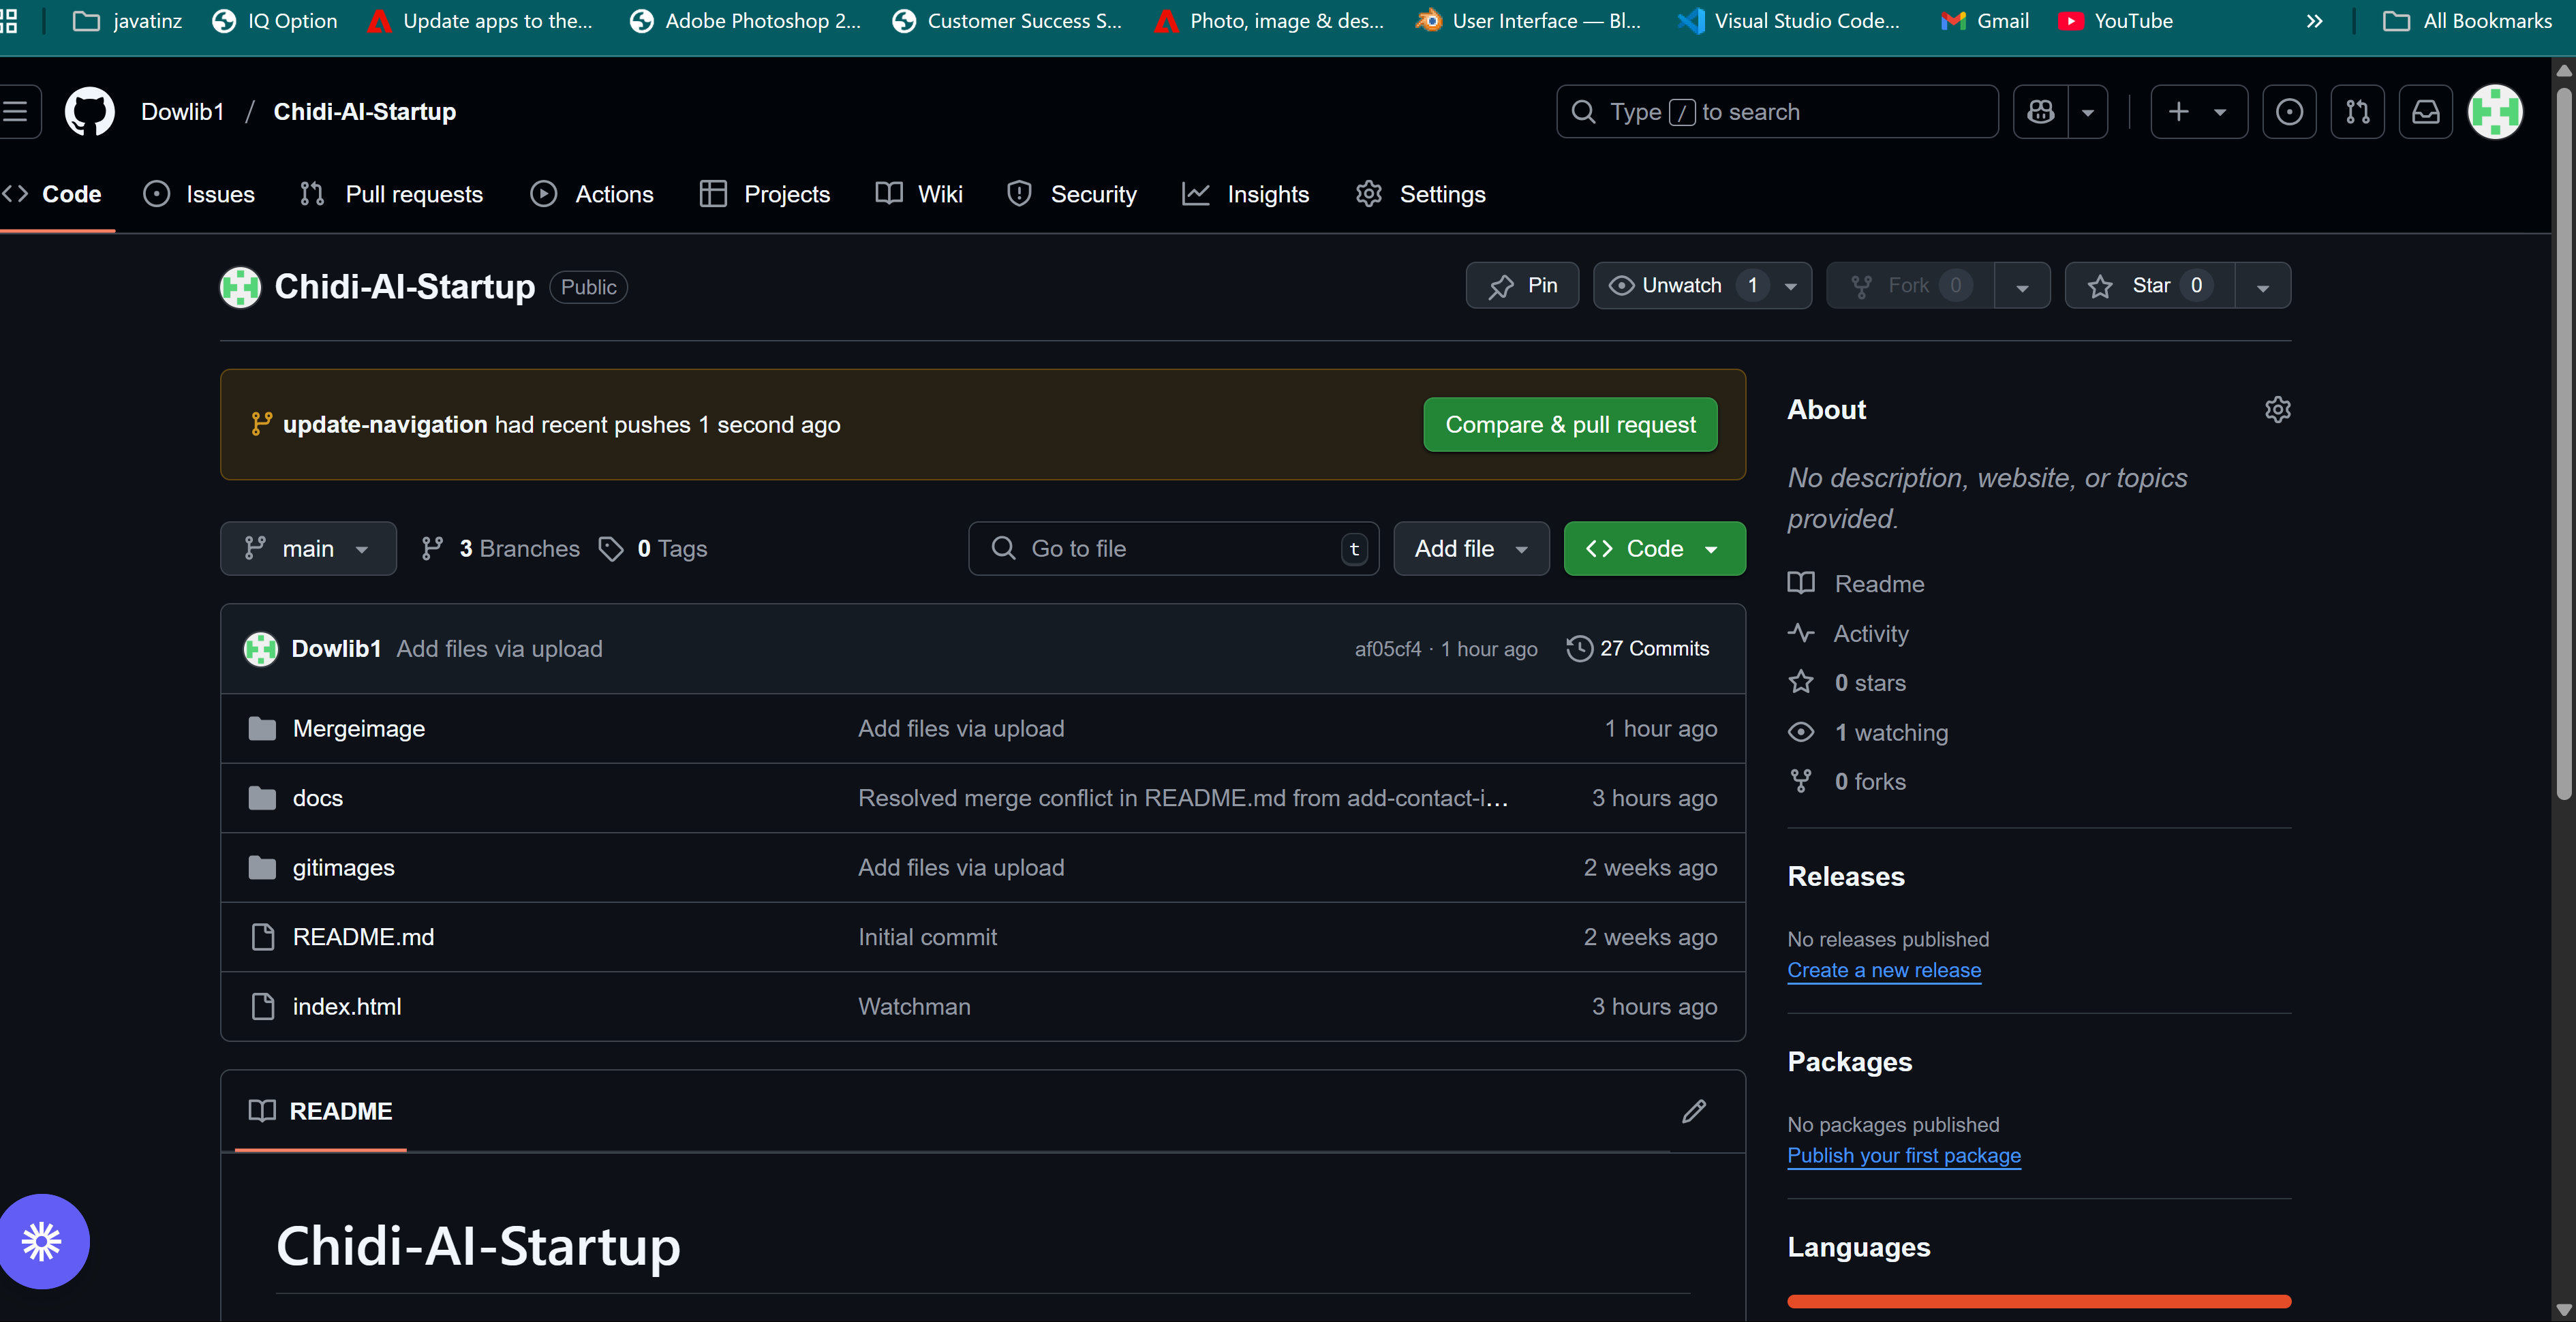 javatinz IQ Option Update apps to the... Adobe Photoshop 2... Customer Success S... Photo, image & des... User Interface — Bl... Visual Studio Code... Gmail YouTube » All Bookmarks
Dowlib1 / Chidi-AI-Startup Type / to search
Code Issues Pull requests Actions Projects Wiki Security Insights Settings
Chidi-AI-Startup Public Pin Unwatch 1 Fork 0 Star 0
update-navigation had recent pushes 1 second ago Compare & pull request
main 3 Branches 0 Tags Go to file t Add file Code
Dowlib1 Add files via upload af05cf4 · 1 hour ago 27 Commits
Mergeimage Add files via upload 1 hour ago
docs Resolved merge conflict in README.md from add-contact-i... 3 hours ago
gitimages Add files via upload 2 weeks ago
README.md Initial commit 2 weeks ago
index.html Watchman 3 hours ago
README
Chidi-AI-Startup
About
No description, website, or topics
provided.
Readme
Activity
0 stars
1 watching
0 forks
Releases
No releases published
Create a new release
Packages
No packages published
Publish your first package
Languages